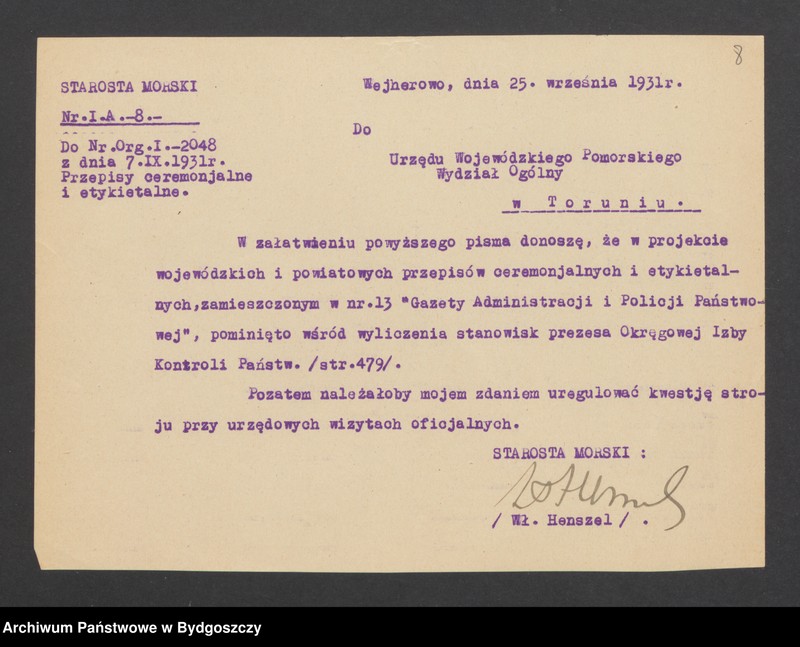 8
STAROSTA MORSKI
Wejherowo, dnia 25. września 1931r.
Nr.I.A.-8.-
Do
Do Nr.Org.I.-2048
z dnia 7.IX.1931r.
Przepisy ceremonjalne
i etykietalne.
Urzędu Wojewódzkiego Pomorskiego
Wydział Ogólny
w Toruniu.
W załatwieniu powyższego pisma donoszę, że w projekcie
wojewódzkich i powiatowych przepisów ceremonjalnych i etykietal-
nych,zamieszczonym w nr.13 "Gazety Administracji i Policji Państwo-
wej", pominięto wśród wyliczenia stanowisk prezesa Okręgowej Izby
Kontroli Państw. /str.479/.
Pozatem należałoby mojem zdaniem uregulować kwestję stro-
ju przy urzędowych wizytach oficjalnych.
STAROSTA MORSKI :
/ Wł. Henszel / .
Archiwum Państwowe w Bydgoszczy